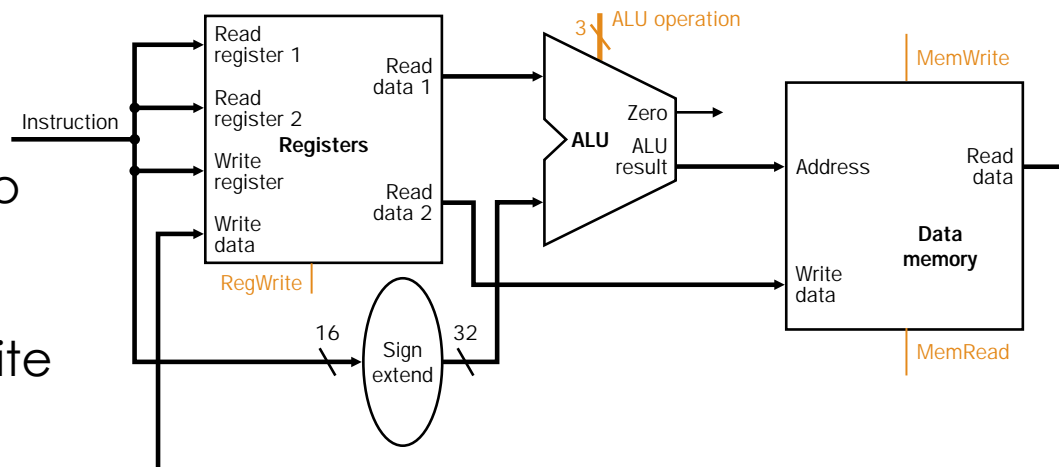 3
ALU operation
Read
register 1
Read
data 1
MemWrite
Read
register 2
Instruction
Registers
Zero
ALU
ALU
result
Write
register
Address
Read
data
Read
data 2
Write
data
Data
memory
RegWrite
Write
data
16
32
Sign
extend
MemRead
o
ite